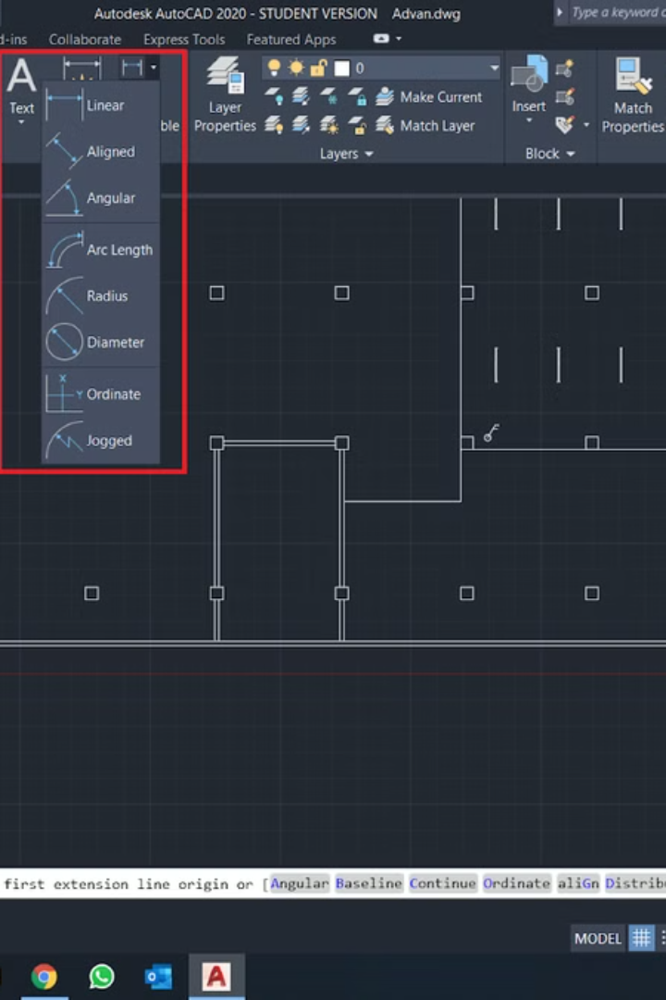 Autodesk AutoCAD 2020 - STUDENT VERSION Advan.dwg
Type a keyword
d-ins Collaborate Express Tools Featured Apps
Text
ble
Linear
Aligned
Angular
Arc Length
Radius
Diameter
Ordinate
Jogged
Layer
Properties
0
Make Current
Match Layer
Layers
Insert
Block
Match
Properties
X
Y
first extension line origin or [Angular Baseline Continue Ordinate aliGn Distrib
MODEL